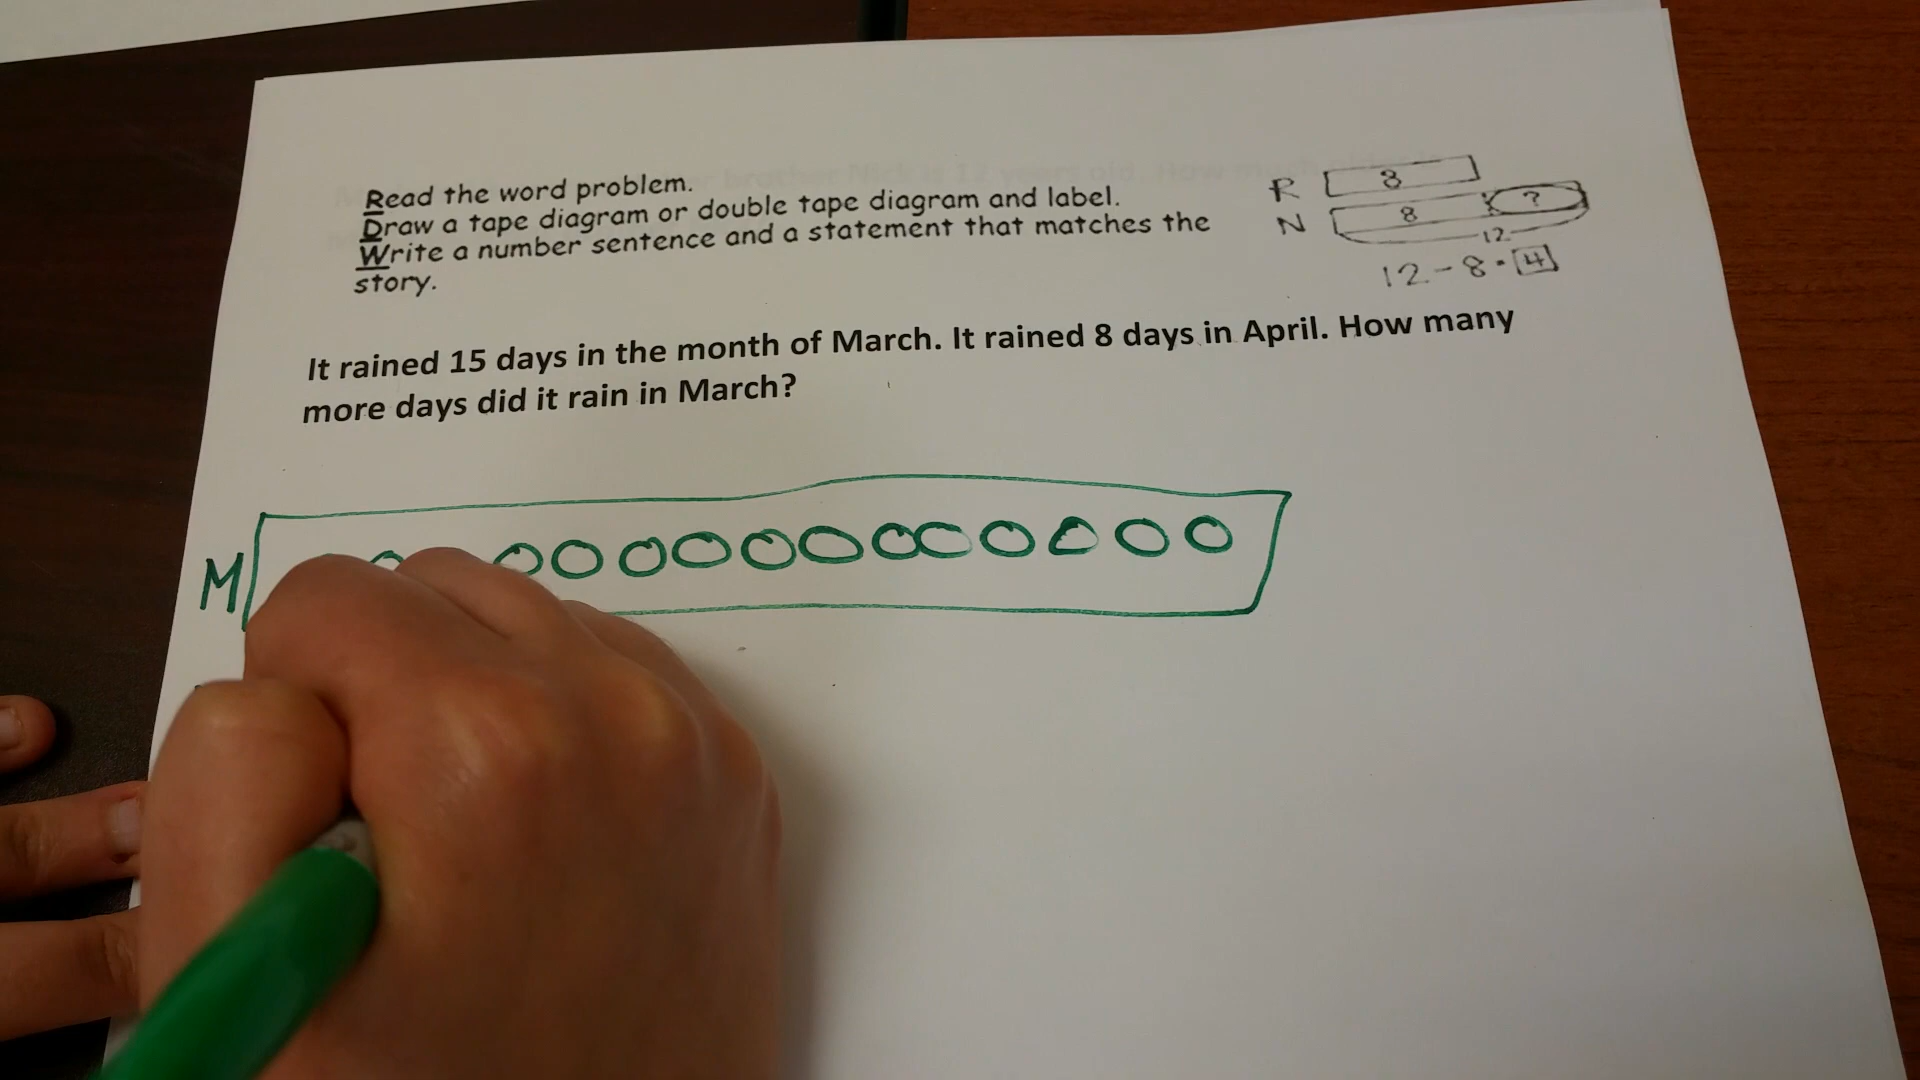 Read the word problem.
Draw a tape diagram or double tape diagram and label.
Write a number sentence and a statement that matches the
story.
R 8
N 8 ?
12
12-8=4
It rained 15 days in the month of March. It rained 8 days in April. How many
more days did it rain in March?
M